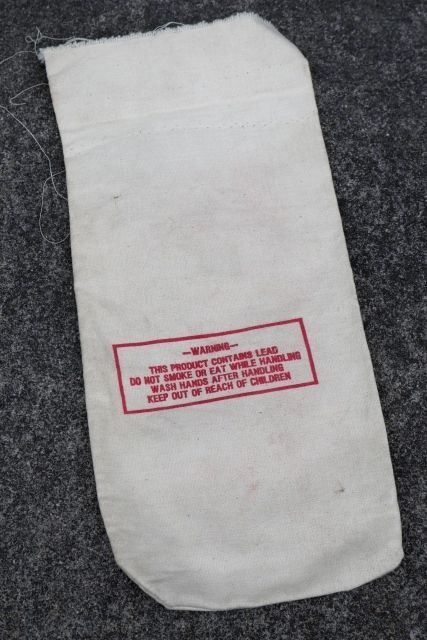 —WARNING—
THIS PRODUCT CONTAINS LEAD
DO NOT SMOKE OR EAT WHILE HANDLING
WASH HANDS AFTER HANDLING
KEEP OUT OF REACH OF CHILDREN